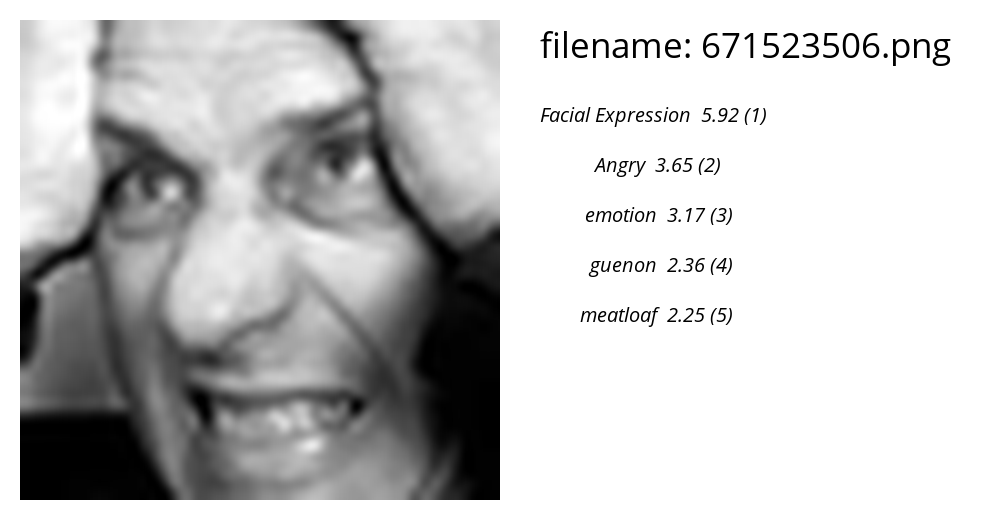 filename: 671523506.png
Facial Expression 5.92 (1)
Angry 3.65 (2)
emotion 3.17 (3)
guenon 2.36 (4)
meatloaf 2.25 (5)